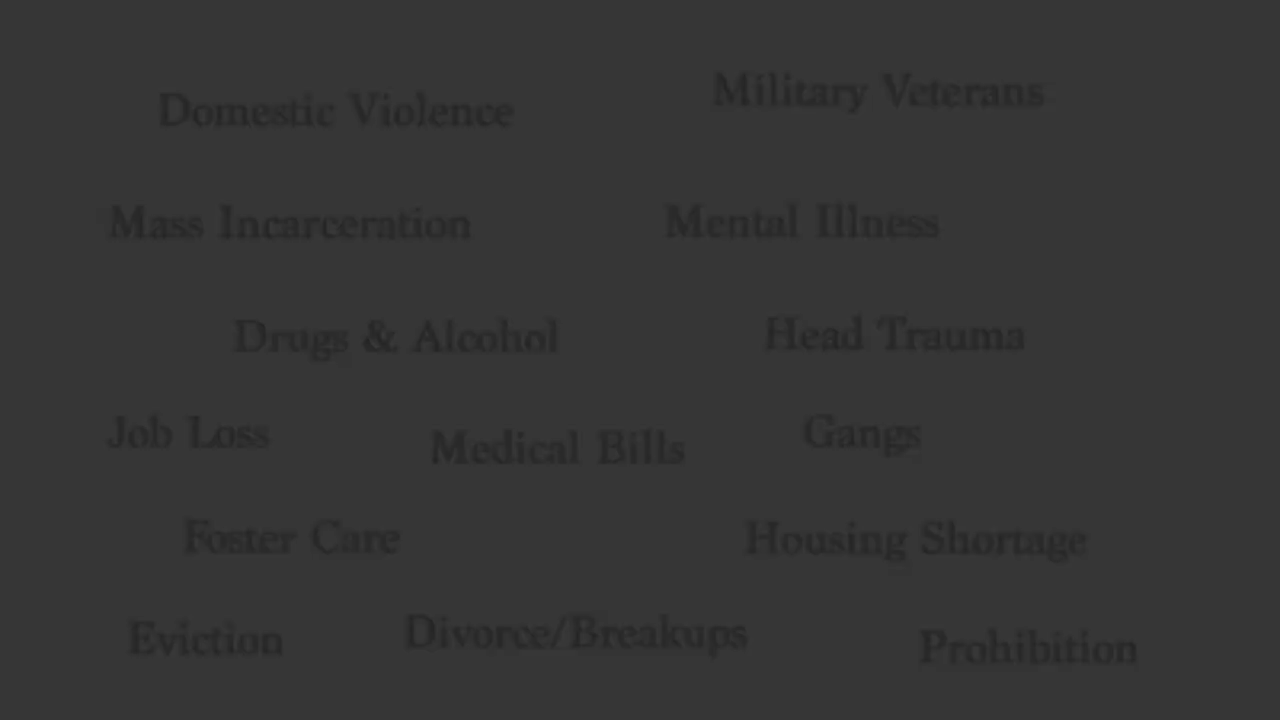 Domestic Violence
Military Veterans
Mass Incarceration
Mental Illness
Drugs & Alcohol
Head Trauma
Job Loss
Medical Bills
Gangs
Foster Care
Housing Shortage
Eviction
Divorce/Breakups
Prohibition